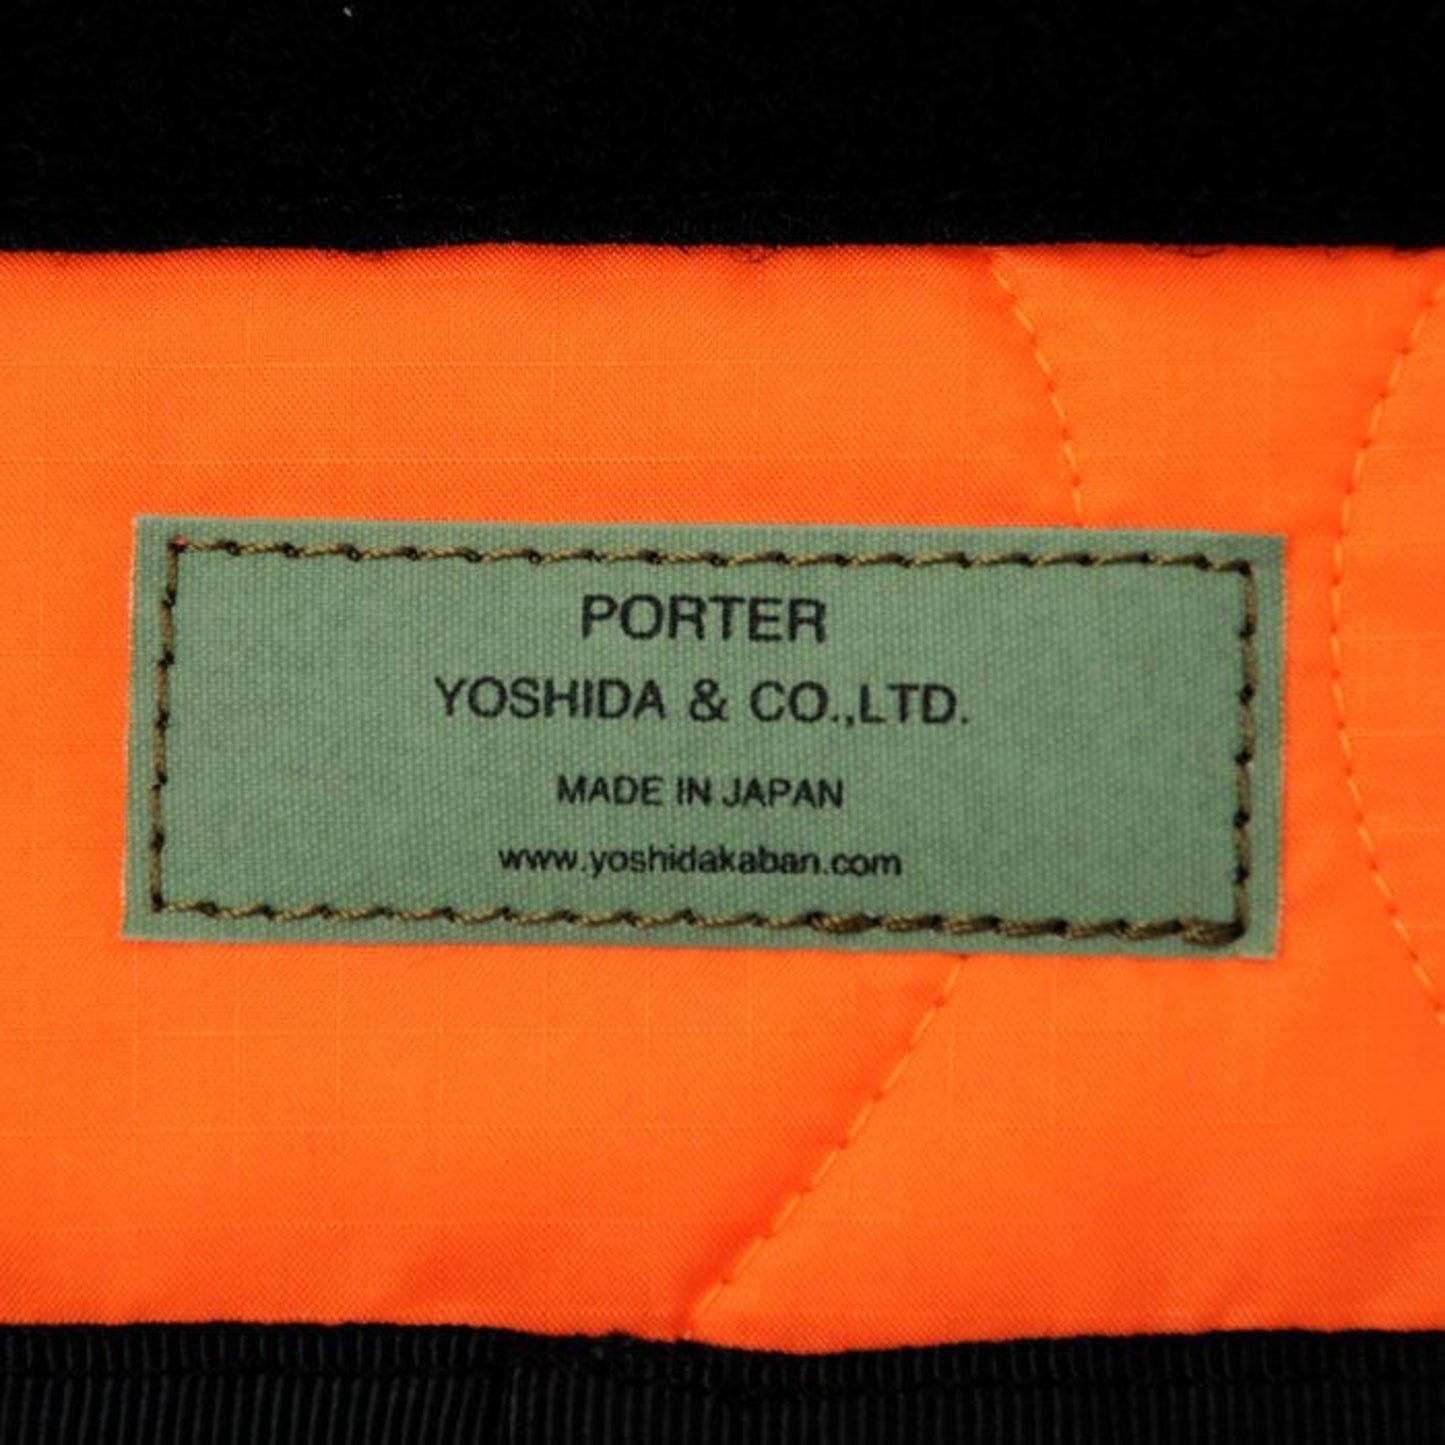 PORTER
YOSHIDA & CO.,LTD.
MADE IN JAPAN
www.yoshidakaban.com